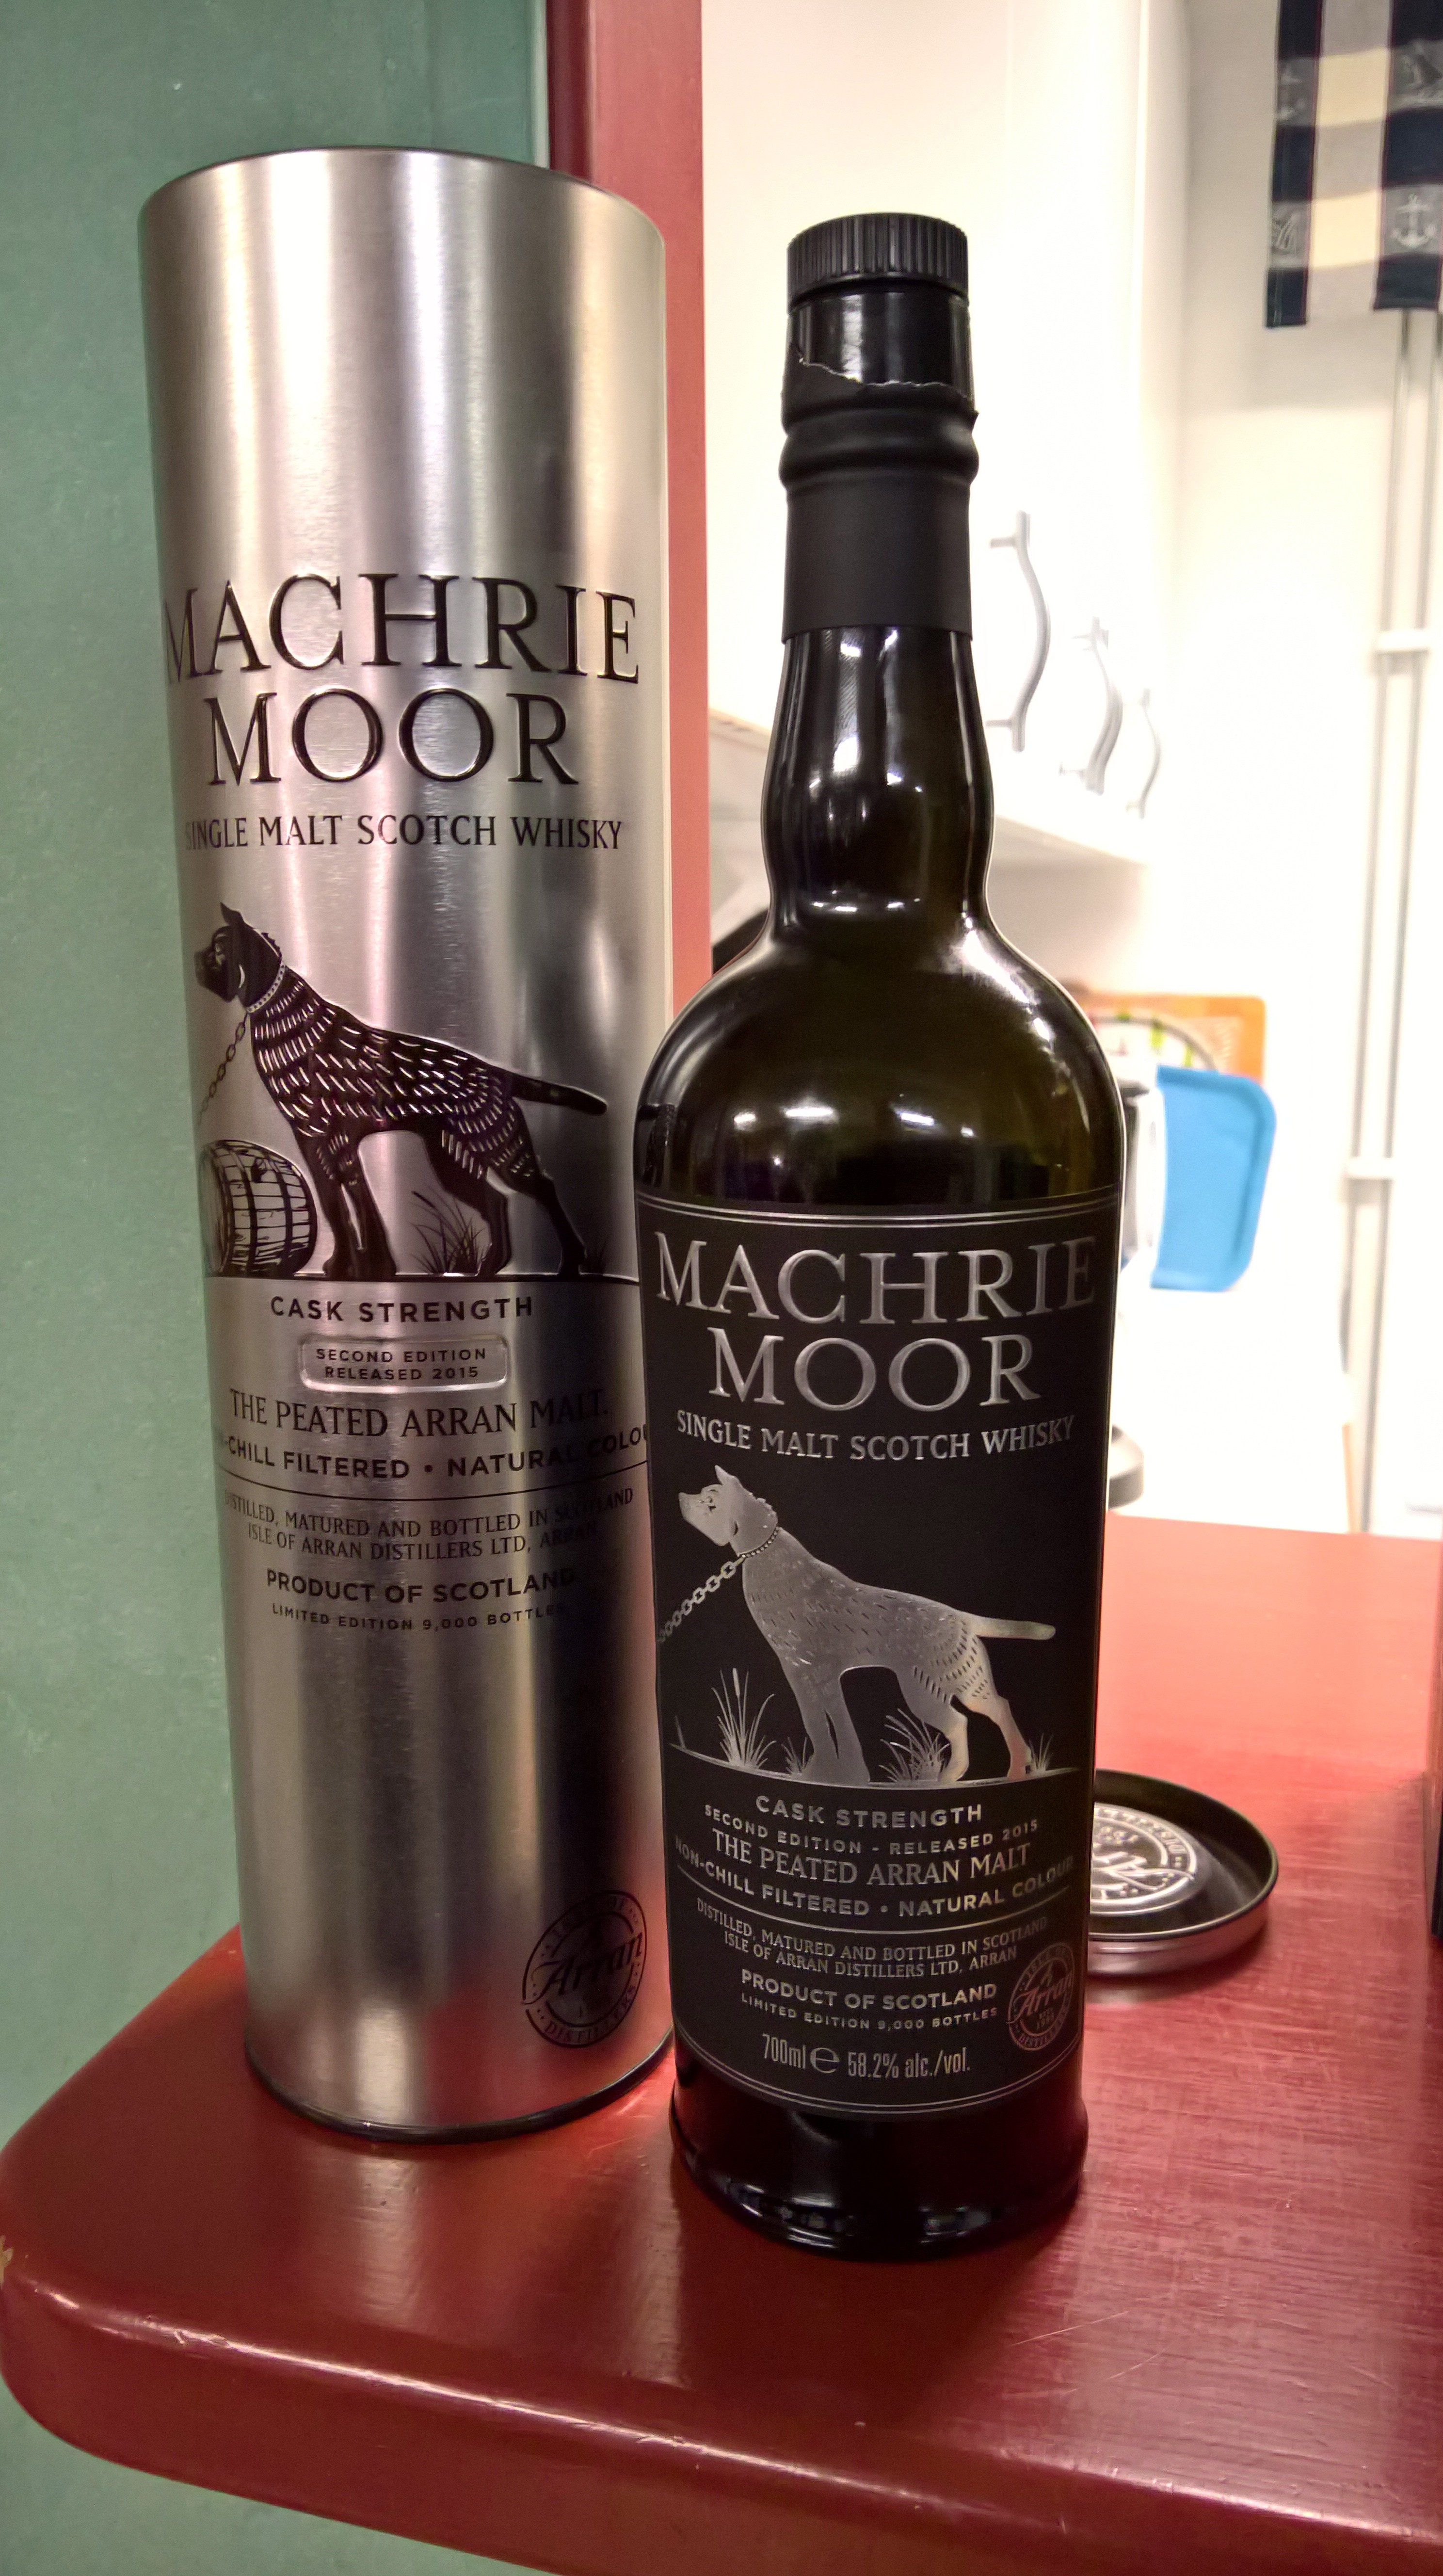 MACHRIE
MOOR
SINGLE MALT SCOTCH WHISKY
CASK STRENGTH
SECOND EDITION
RELEASED 2015
THE PEATED ARRAN MALT.
-CHILL FILTERED • NATURAL COLOU
DISTILLED, MATURED AND BOTTLED IN SCOTLAND
ISLE OF ARRAN DISTILLERS LTD, ARRAN
PRODUCT OF SCOTLAND
LIMITED EDITION 9,000 BOTTLES
Arran
DISTILLERS
MACHRIE
MOOR
SINGLE MALT SCOTCH WHISKY
CASK STRENGTH
SECOND EDITION - RELEASED 2015
THE PEATED ARRAN MALT
NON-CHILL FILTERED • NATURAL COLOUR
DISTILLED, MATURED AND BOTTLED IN SCOTLAND
ISLE OF ARRAN DISTILLERS LTD, ARRAN
PRODUCT OF SCOTLAND
LIMITED EDITION 9,000 BOTTLES
Arran
700ml e 58.2% alc./vol.